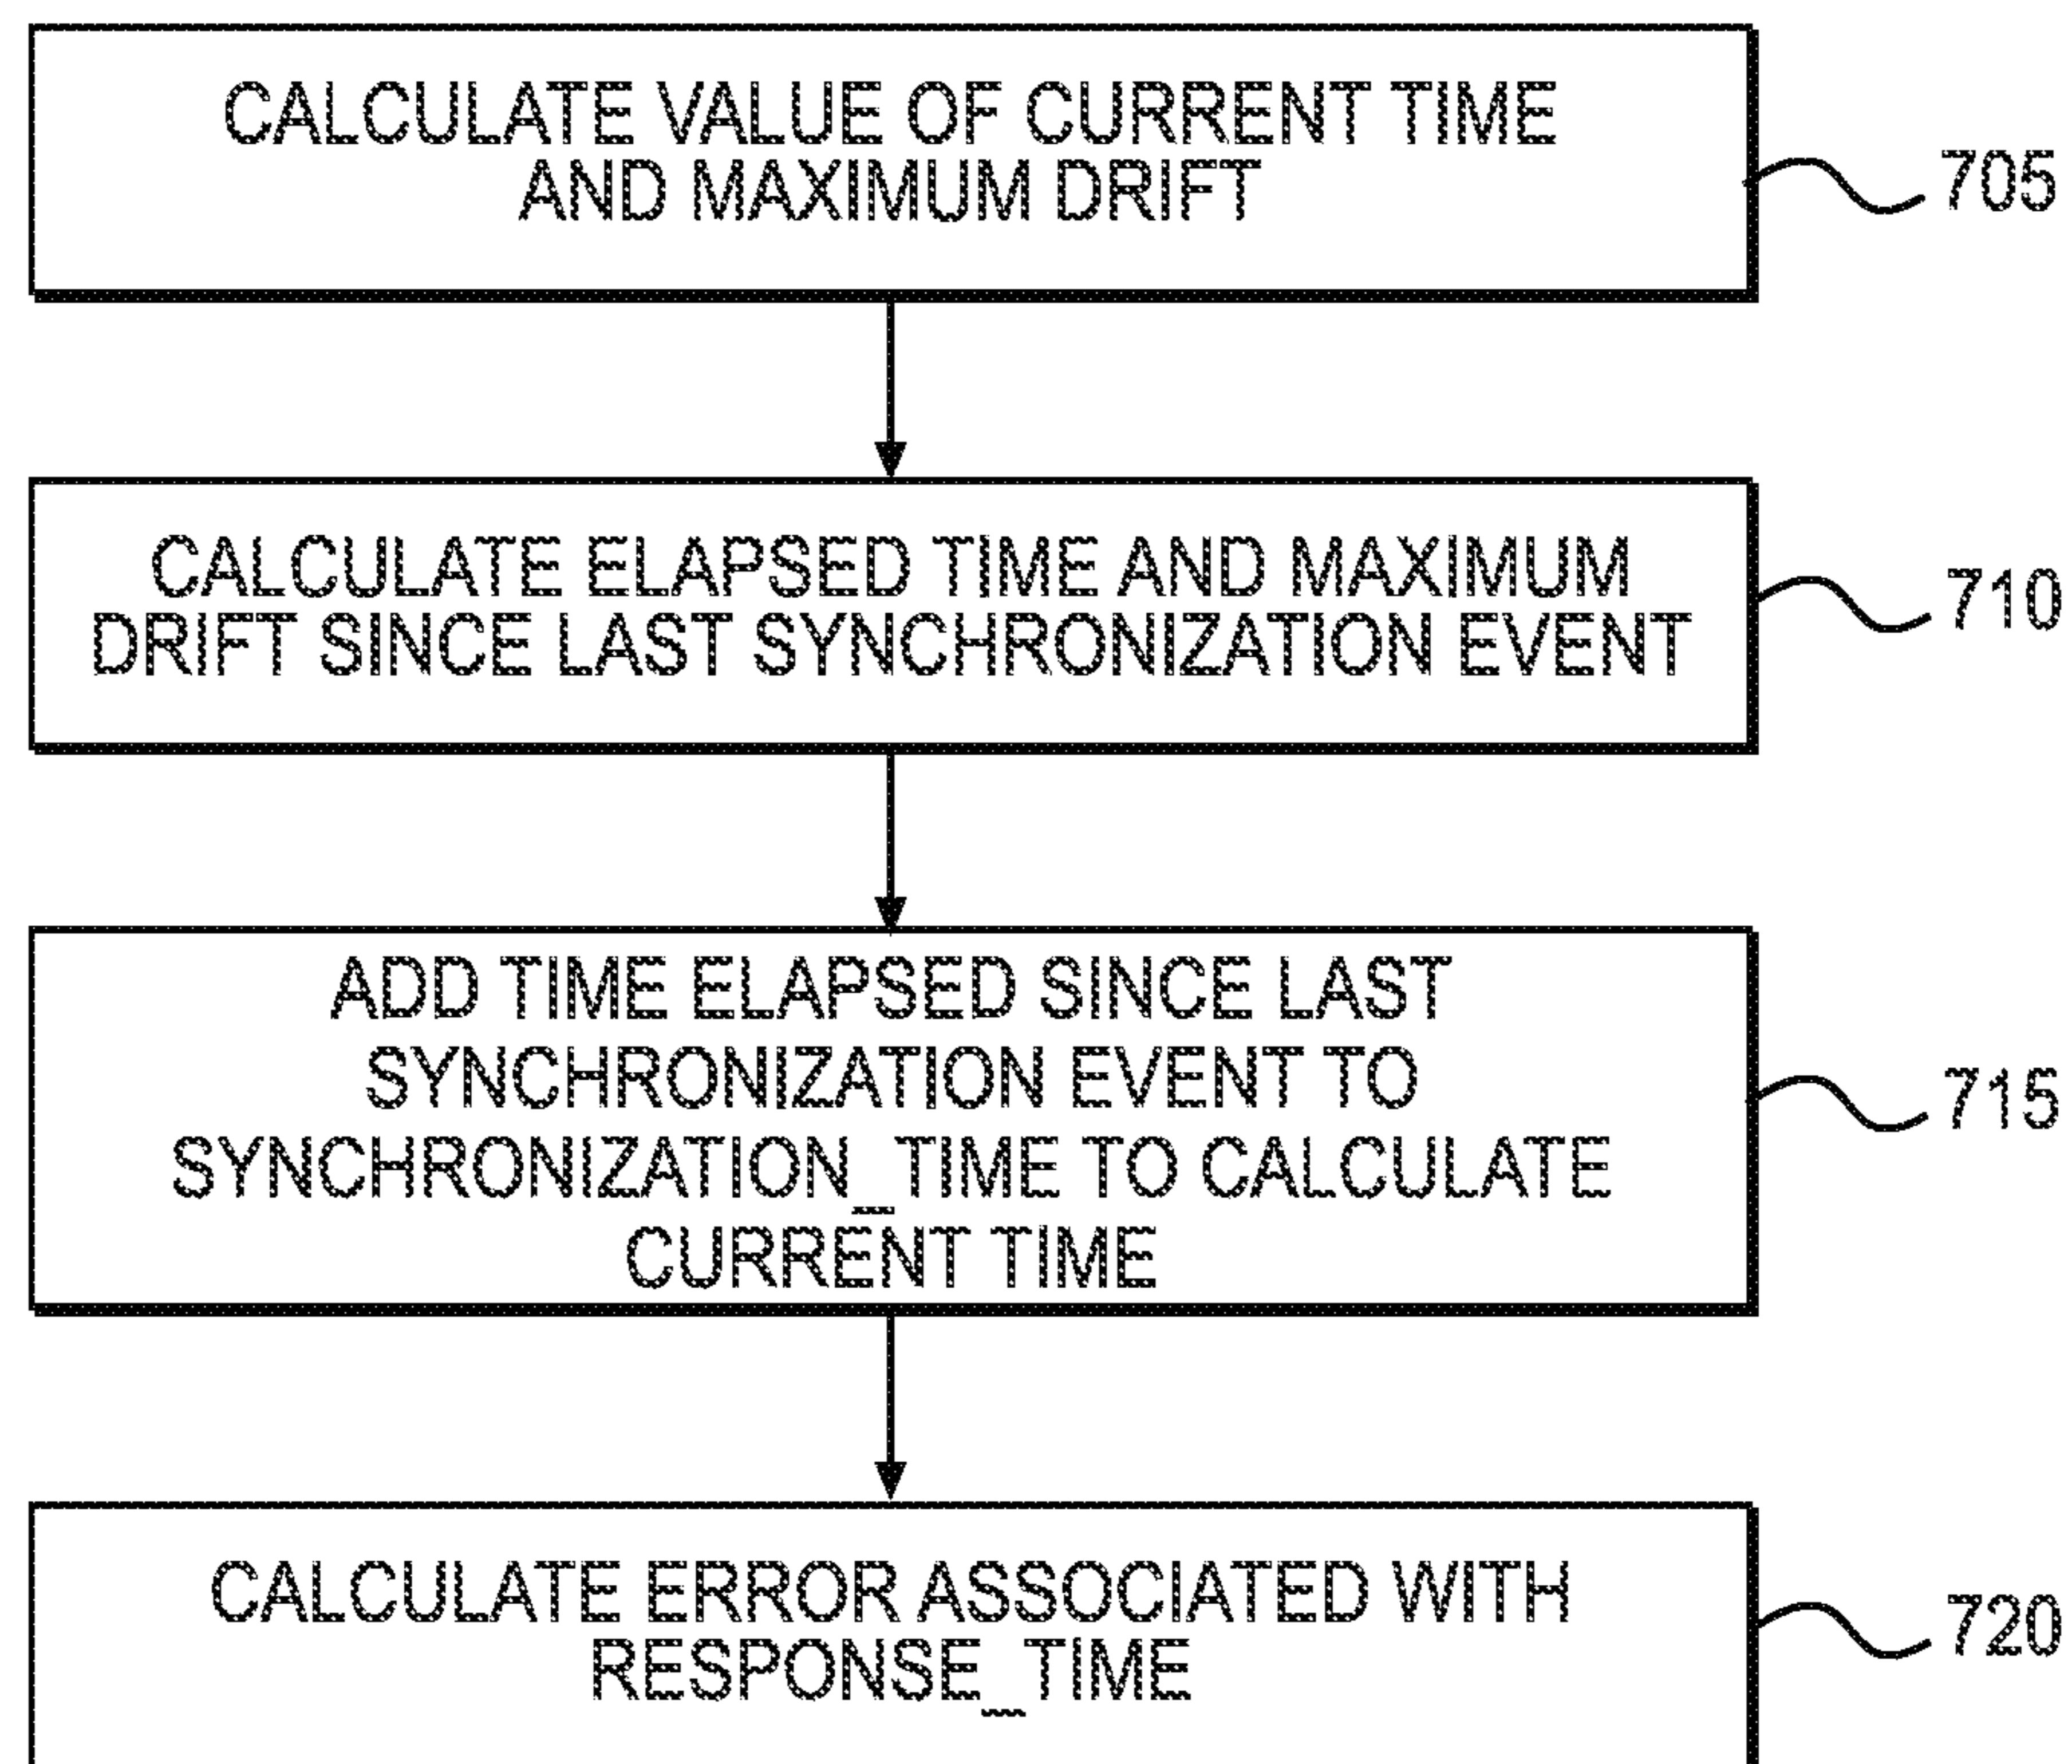 CALCULATE VALUE OF CURRENT TIME
AND MAXIMUM DRIFT
705
CALCULATE ELAPSED TIME AND MAXIMUM
DRIFT SINCE LAST SYNCHRONIZATION EVENT
710
ADD TIME ELAPSED SINCE LAST
SYNCHRONIZATION EVENT TO
SYNCHRONIZATION_TIME TO CALCULATE
CURRENT TIME
715
CALCULATE ERROR ASSOCIATED WITH
RESPONSE_TIME
720